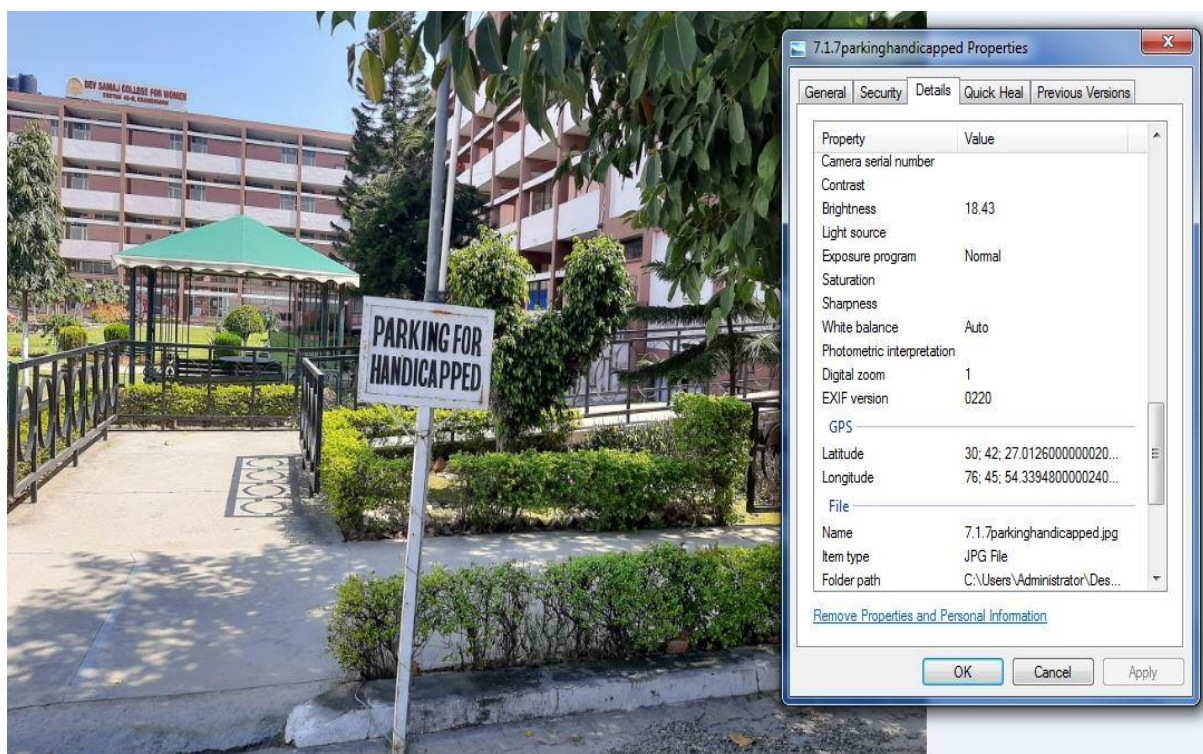 DEV SAMAJ COLLEGE FOR WOMEN
SECTOR 45-B, CHANDIGARH
PARKING FOR
HANDICAPPED
7.1.7parkinghandicapped Properties
General Security Details Quick Heal Previous Versions
Property Value
Camera serial number
Contrast
Brightness 18.43
Light source
Exposure program Normal
Saturation
Sharpness
White balance Auto
Photometric interpretation
Digital zoom 1
EXIF version 0220
GPS
Latitude 30; 42; 27.0126000000020...
Longitude 76; 45; 54.3394800000240...
File
Name 7.1.7parkinghandicapped.jpg
Item type JPG File
Folder path C:\Users\Administrator\Des...
Remove Properties and Personal Information
OK Cancel Apply